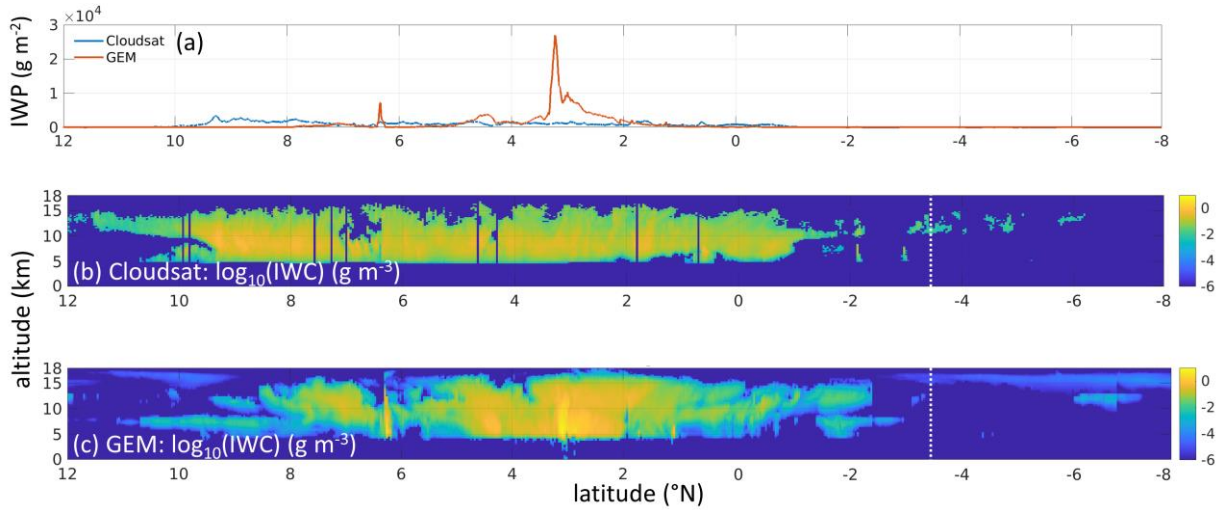 ×10⁴
3
2
1
0
IWP (g m⁻²)
Cloudsat
GEM
(a)
12 10 8 6 4 2 0 -2 -4 -6 -8
altitude (km)
18
15
10
5
0
(b) Cloudsat: log₁₀(IWC) (g m⁻³)
12 10 8 6 4 2 0 -2 -4 -6 -8
0
-2
-4
-6
18
15
10
5
0
(c) GEM: log₁₀(IWC) (g m⁻³)
12 10 8 6 4 2 0 -2 -4 -6 -8
0
-2
-4
-6
latitude (°N)